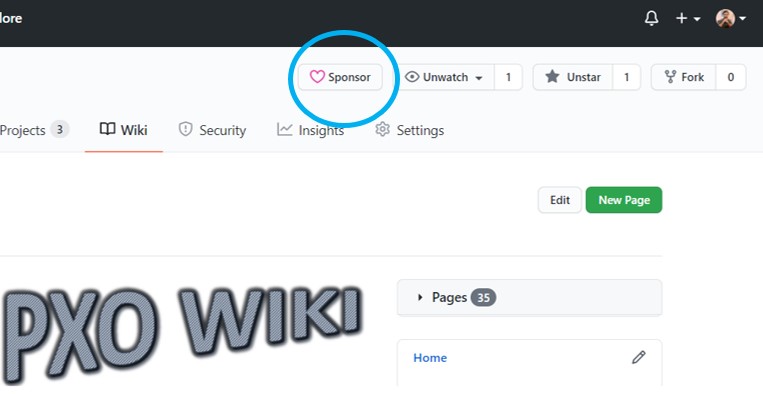 lore
Sponsor Unwatch 1 Unstar 1 Fork 0
Projects 3 Wiki Security Insights Settings
Edit New Page
PXO WIKI
Pages 35
Home